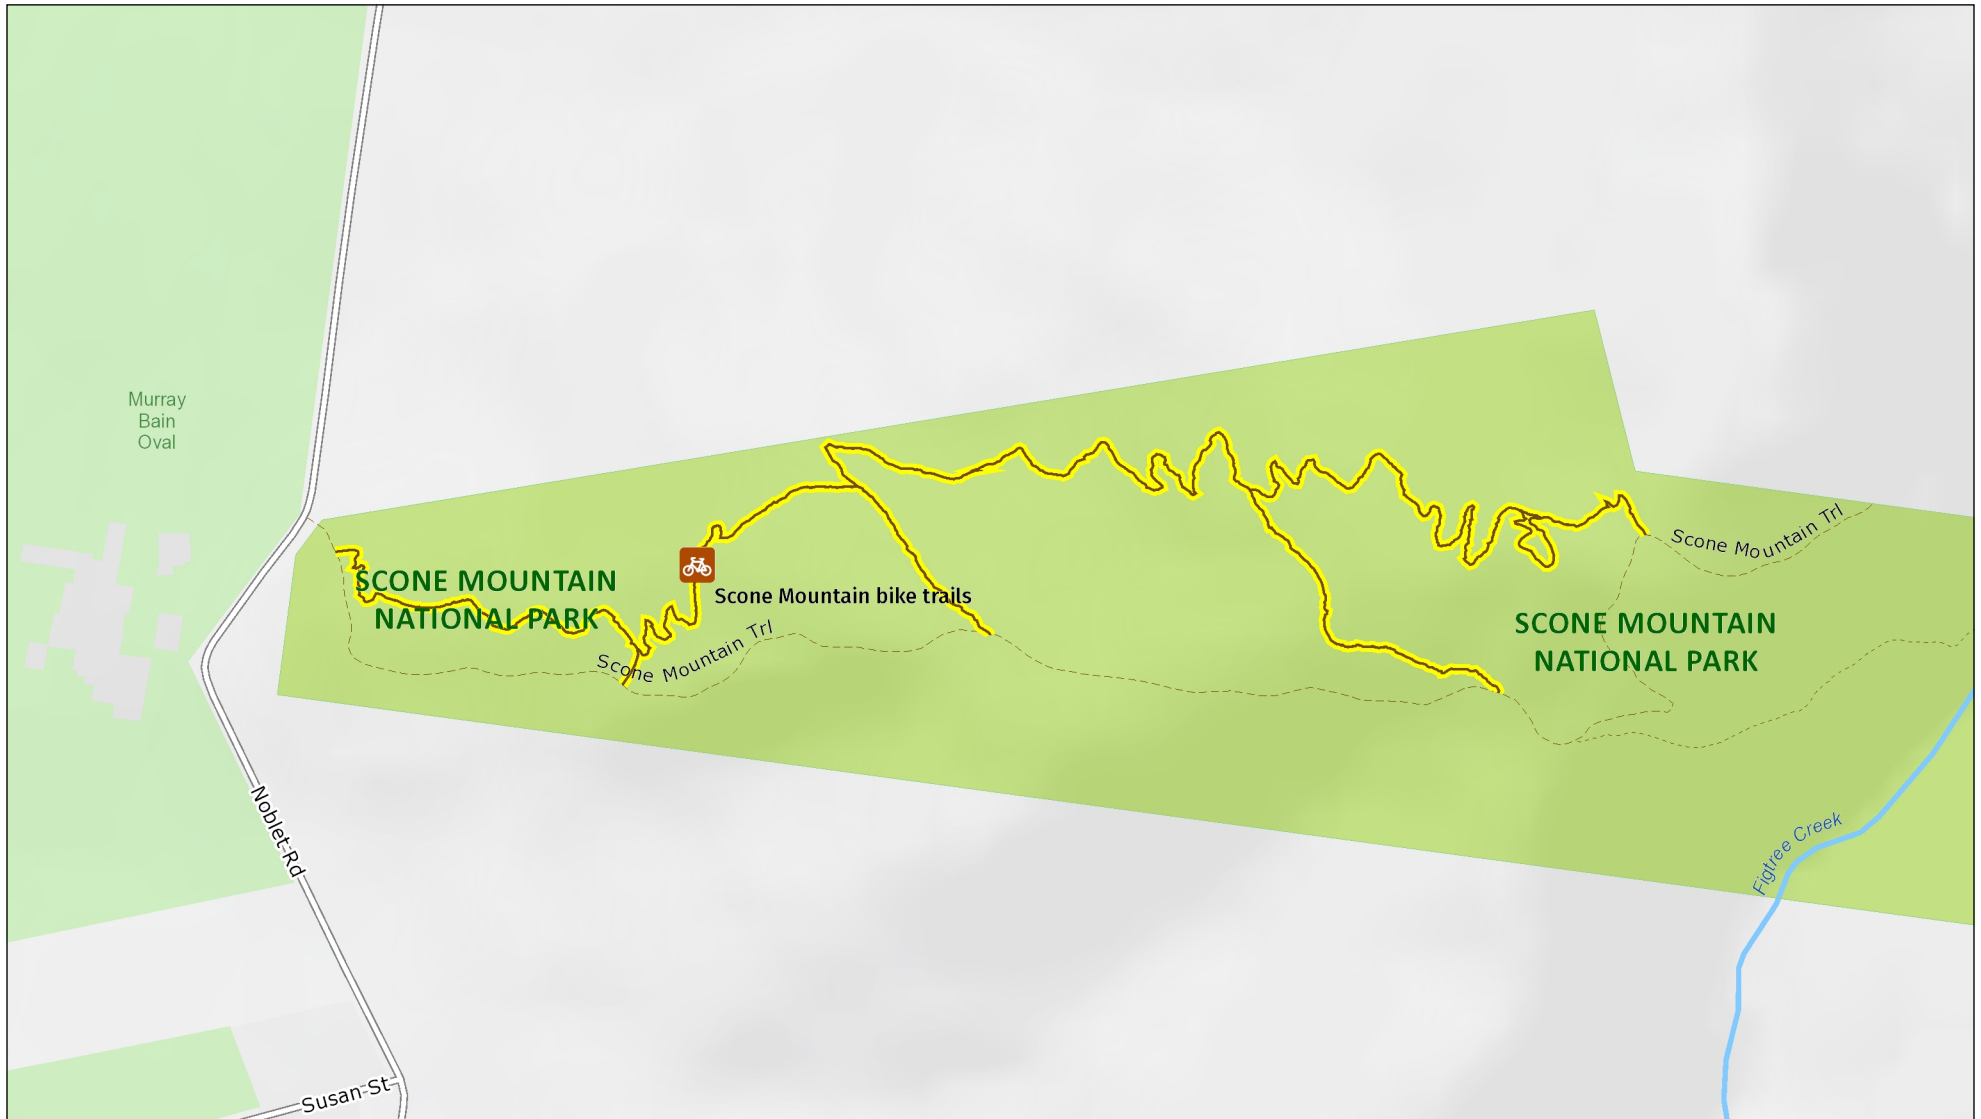 Murray
Bain
Oval
Scone Mountain Trl
SCONE MOUNTAIN
NATIONAL PARK
Scone Mountain bike trails
SCONE MOUNTAIN
NATIONAL PARK
Scone Mountain Trl
Noblet Rd
Figtree Creek
Susan St